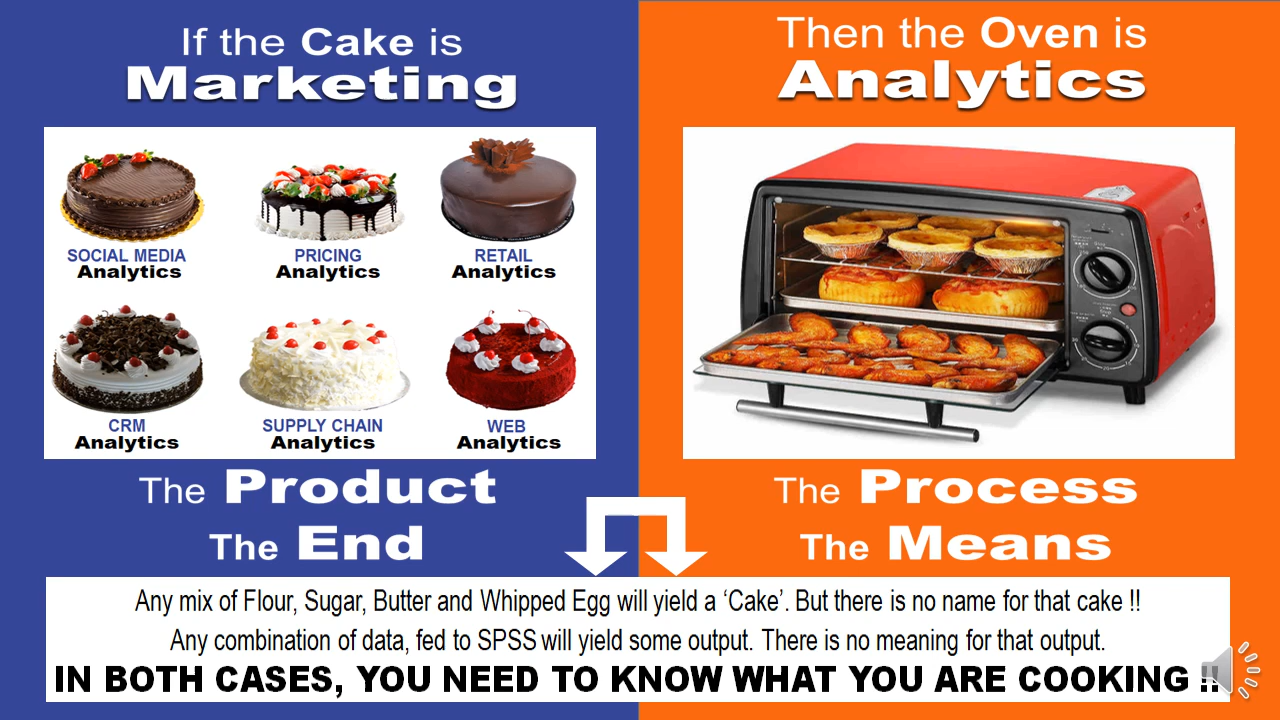 If the Cake is
Marketing
SOCIAL MEDIA
Analytics
PRICING
Analytics
RETAIL
Analytics
CRM
Analytics
SUPPLY CHAIN
Analytics
WEB
Analytics
The Product
The End
Then the Oven is
Analytics
The Process
The Means
Any mix of Flour, Sugar, Butter and Whipped Egg will yield a ‘Cake’. But there is no name for that cake !!
Any combination of data, fed to SPSS will yield some output. There is no meaning for that output.
IN BOTH CASES, YOU NEED TO KNOW WHAT YOU ARE COOKING !!